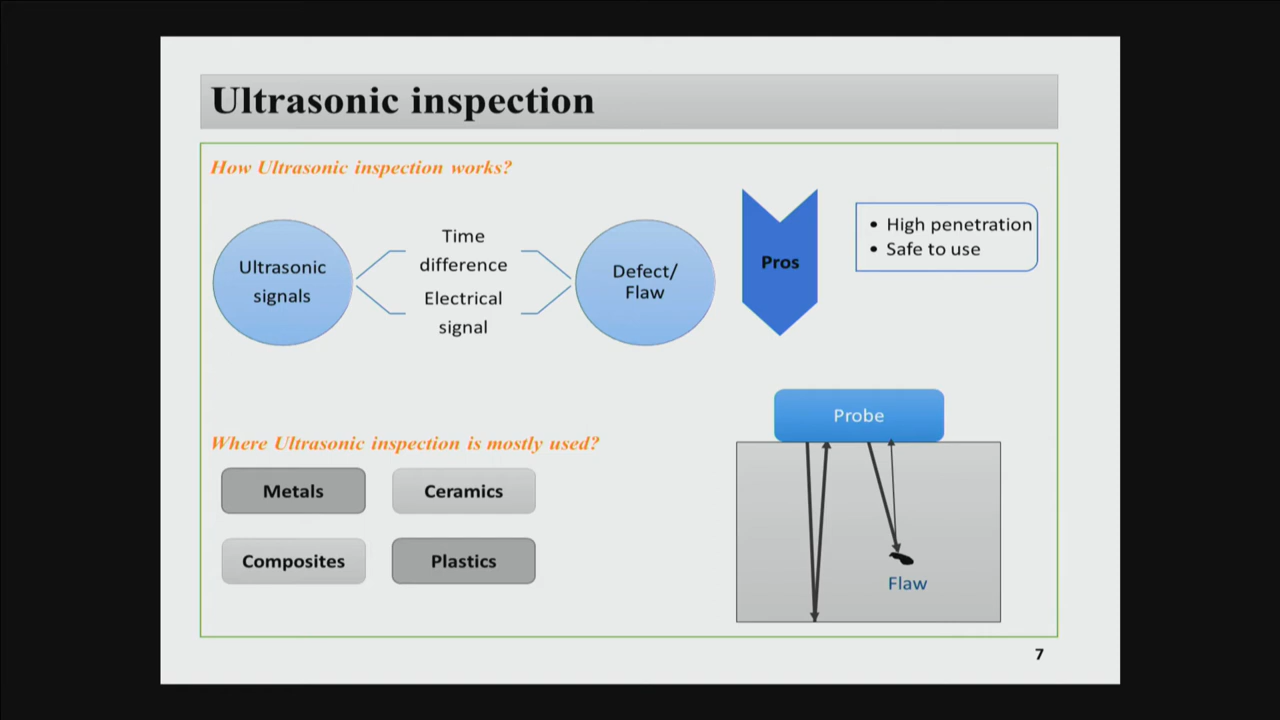 Ultrasonic inspection
How Ultrasonic inspection works?
Ultrasonic
signals
Time
difference
Electrical
signal
Defect/
Flaw
Pros
• High penetration
• Safe to use
Where Ultrasonic inspection is mostly used?
Metals
Ceramics
Composites
Plastics
Probe
Flaw
7